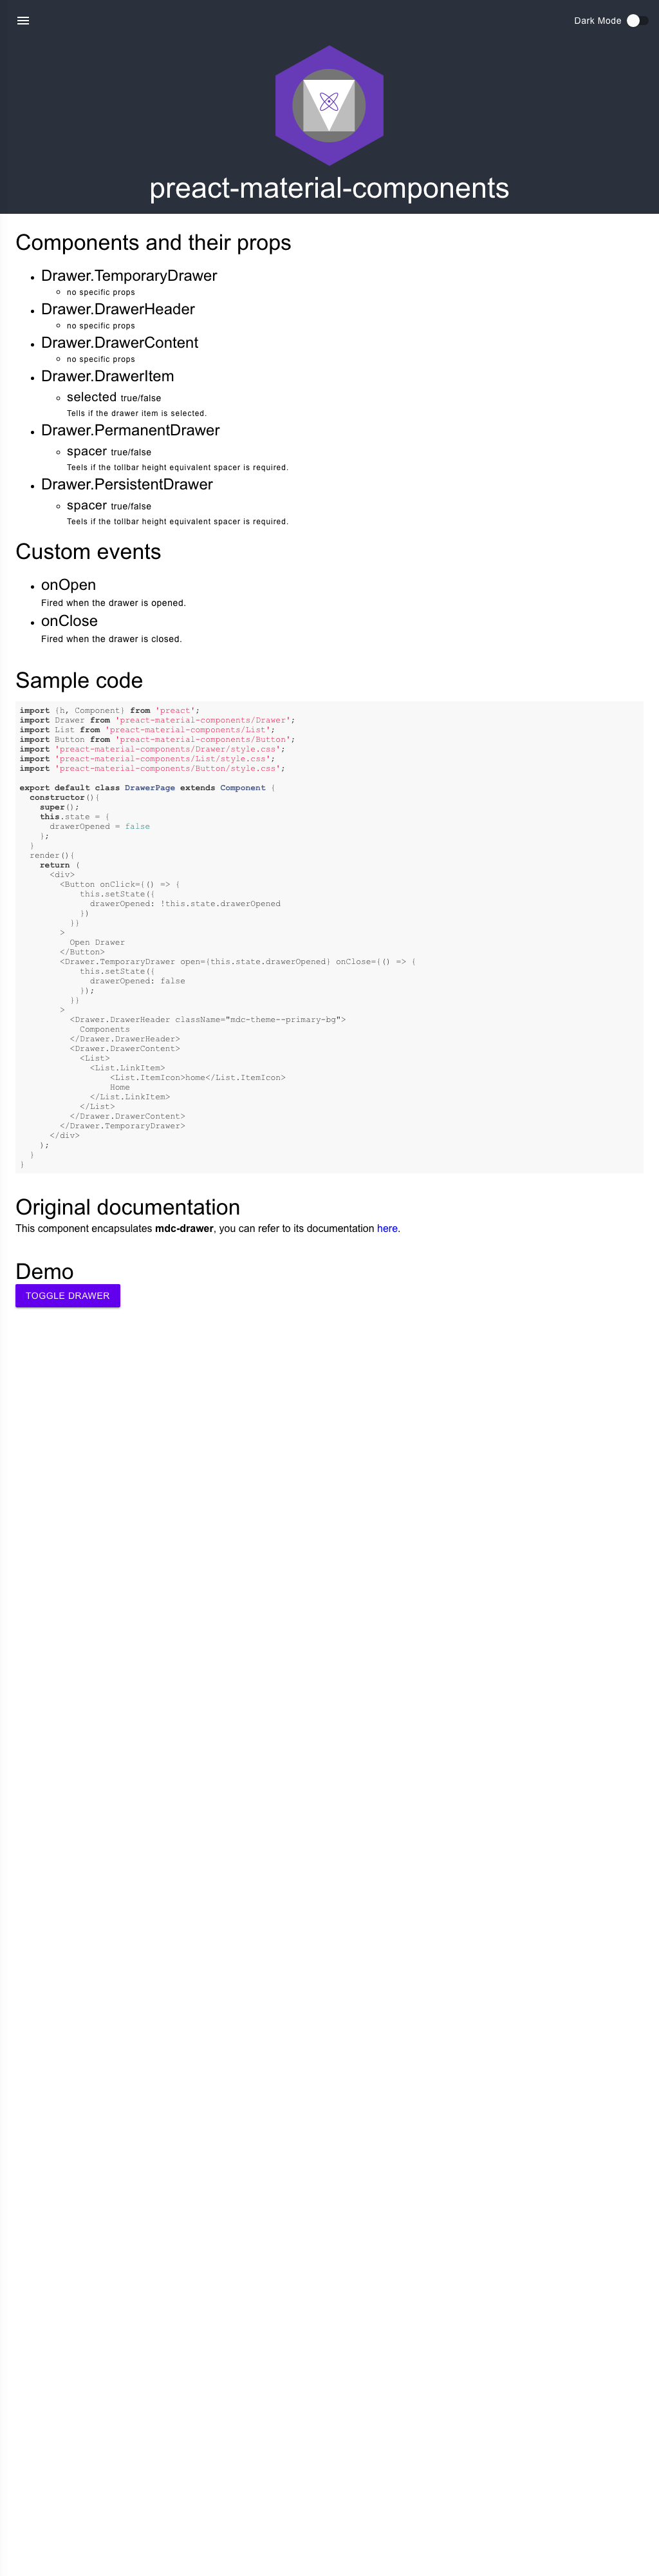 Dark Mode
preact-material-components
Components and their props
Drawer.TemporaryDrawer
no specific props
Drawer.DrawerHeader
no specific props
Drawer.DrawerContent
no specific props
Drawer.DrawerItem
selected true/false
Tells if the drawer item is selected.
Drawer.PermanentDrawer
spacer true/false
Teels if the tollbar height equivalent spacer is required.
Drawer.PersistentDrawer
spacer true/false
Teels if the tollbar height equivalent spacer is required.
Custom events
onOpen
Fired when the drawer is opened.
onClose
Fired when the drawer is closed.
Sample code
import {h, Component} from 'preact';
import Drawer from 'preact-material-components/Drawer';
import List from 'preact-material-components/List';
import Button from 'preact-material-components/Button';
import 'preact-material-components/Drawer/style.css';
import 'preact-material-components/List/style.css';
import 'preact-material-components/Button/style.css';
export default class DrawerPage extends Component {
  constructor(){
    super();
    this.state = {
      drawerOpened = false
    };
  }
  render(){
    return (
      <div>
        <Button onClick={() => {
            this.setState({
              drawerOpened: !this.state.drawerOpened
            })
          }}
        >
          Open Drawer
        </Button>
        <Drawer.TemporaryDrawer open={this.state.drawerOpened} onClose={() => {
            this.setState({
              drawerOpened: false
            });
          }}
        >
          <Drawer.DrawerHeader className="mdc-theme--primary-bg">
            Components
          </Drawer.DrawerHeader>
          <Drawer.DrawerContent>
            <List>
              <List.LinkItem>
                  <List.ItemIcon>home</List.ItemIcon>
                  Home
              </List.LinkItem>
            </List>
          </Drawer.DrawerContent>
        </Drawer.TemporaryDrawer>
      </div>
    );
  }
}
Original documentation
This component encapsulates mdc-drawer, you can refer to its documentation here.
Demo
TOGGLE DRAWER